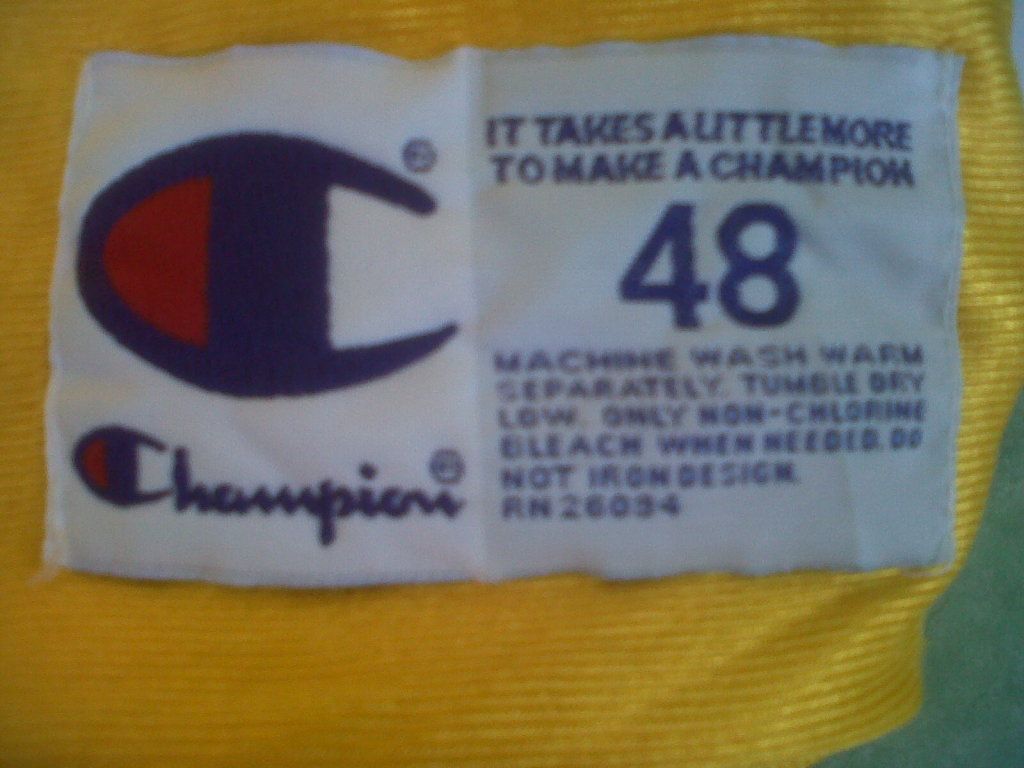 IT TAKES A LITTLE MORE
TO MAKE A CHAMPION
48
MACHINE WASH WARM
SEPARATELY. TUMBLE DRY
LOW. ONLY NON-CHLORINE
BLEACH WHEN NEEDED. DO
NOT IRON DESIGN.
RN 26094
Champion